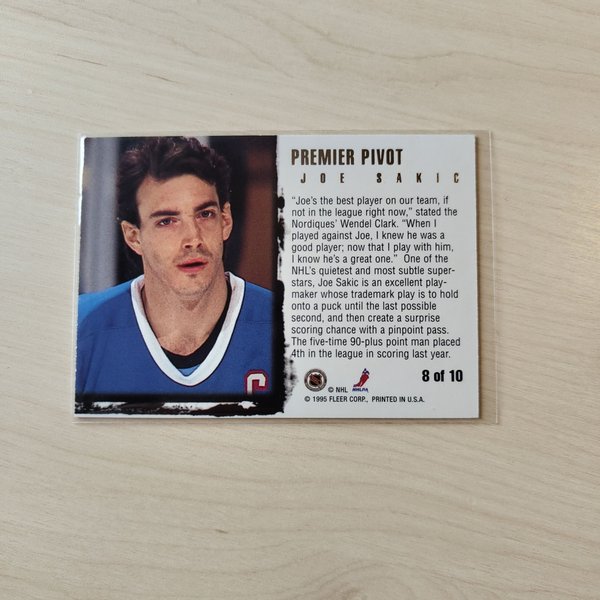 PREMIER PIVOT
JOE SAKIC
"Joe's the best player on our team, if
not in the league right now," stated the
Nordiques' Wendel Clark. "When I
played against Joe, I knew he was a
good player; now that I play with him,
I know he's a great one." One of the
NHL's quietest and most subtle super-
stars, Joe Sakic is an excellent play-
maker whose trademark play is to hold
onto a puck until the last possible
second, and then create a surprise
scoring chance with a pinpoint pass.
The five-time 90-plus point man placed
4th in the league in scoring last year.
8 of 10
© NHL NHLPA
© 1995 FLEER CORP., PRINTED IN U.S.A.
C